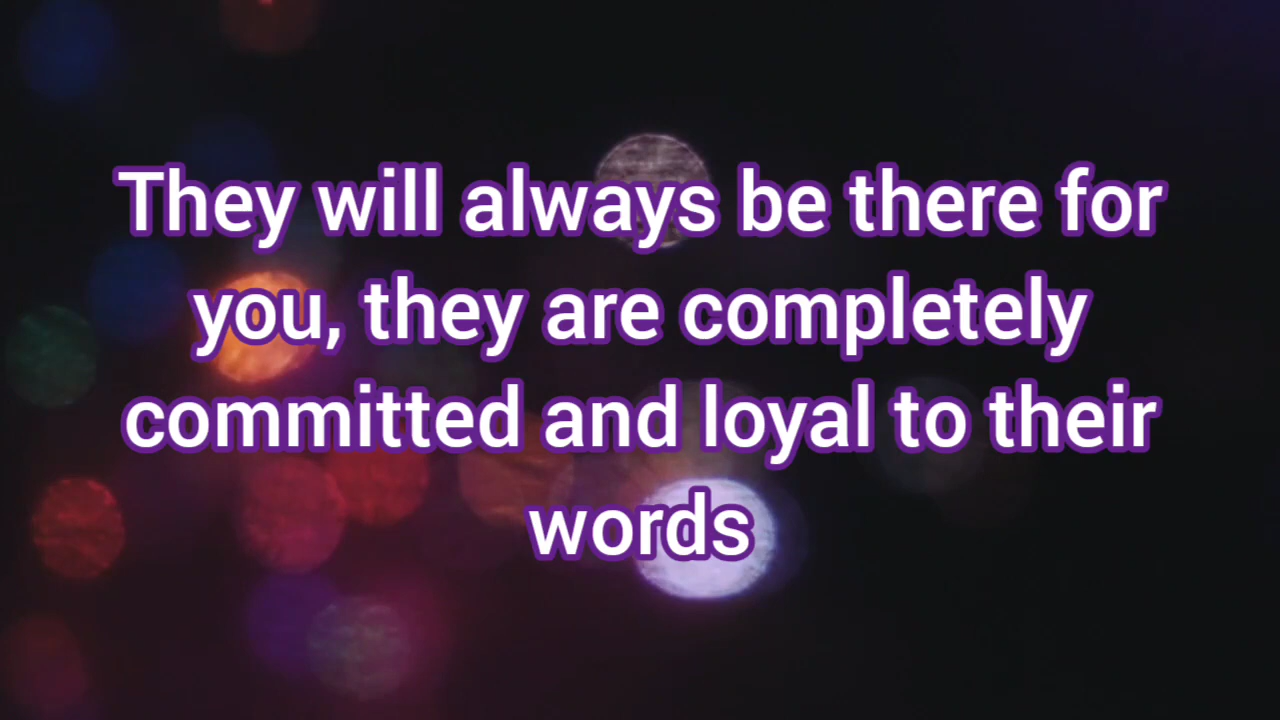 They will always be there for
you, they are completely
committed and loyal to their
words